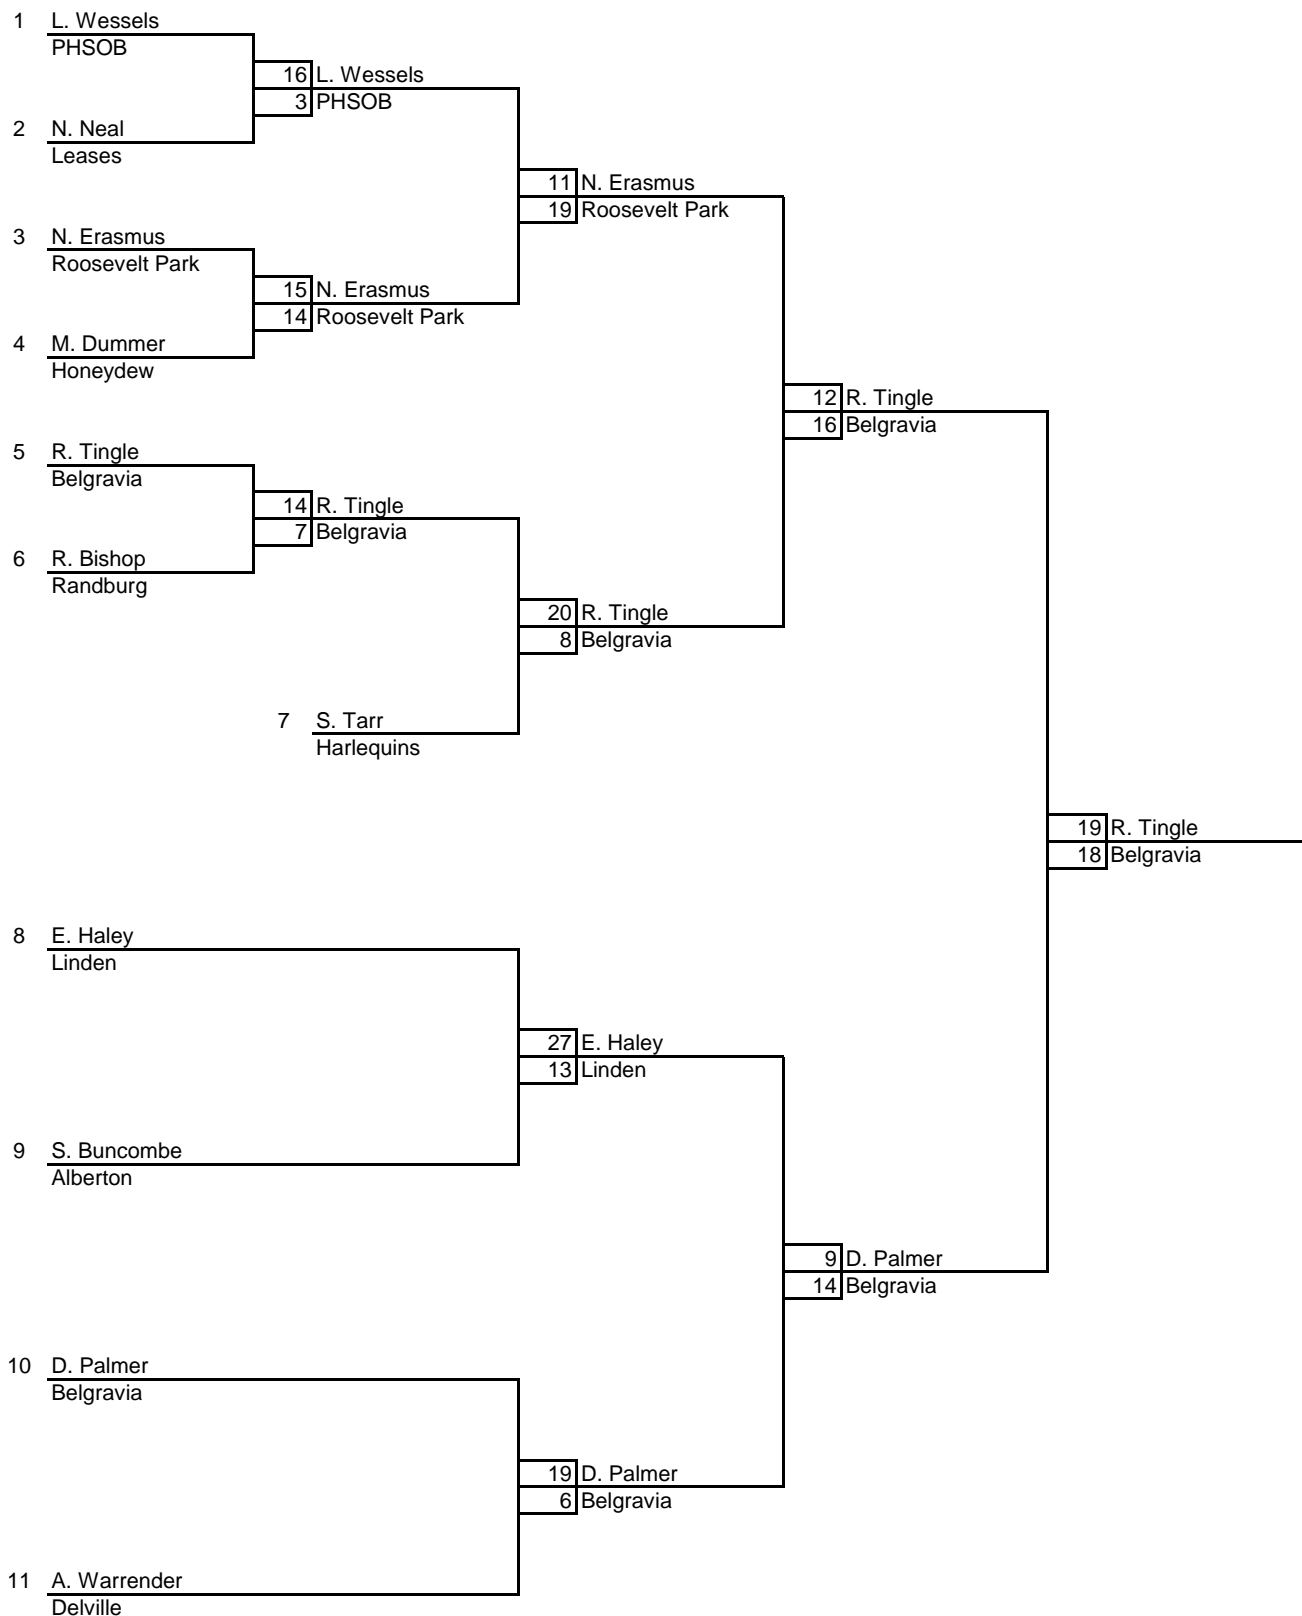 1 L. Wessels
PHSOB
16 L. Wessels
3 PHSOB
2 N. Neal
Leases
11 N. Erasmus
19 Roosevelt Park
3 N. Erasmus
Roosevelt Park
15 N. Erasmus
14 Roosevelt Park
4 M. Dummer
Honeydew
12 R. Tingle
16 Belgravia
5 R. Tingle
Belgravia
14 R. Tingle
7 Belgravia
6 R. Bishop
Randburg
20 R. Tingle
8 Belgravia
7 S. Tarr
Harlequins
19 R. Tingle
18 Belgravia
8 E. Haley
Linden
27 E. Haley
13 Linden
9 S. Buncombe
Alberton
9 D. Palmer
14 Belgravia
10 D. Palmer
Belgravia
19 D. Palmer
6 Belgravia
11 A. Warrender
Delville